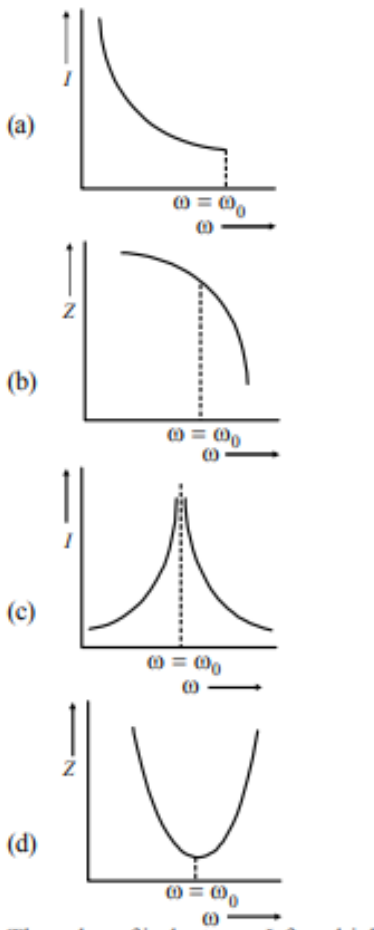 I
(a)
ω = ω₀
ω
Z
(b)
ω = ω₀
ω
I
(c)
ω = ω₀
ω
Z
(d)
ω = ω₀
ω